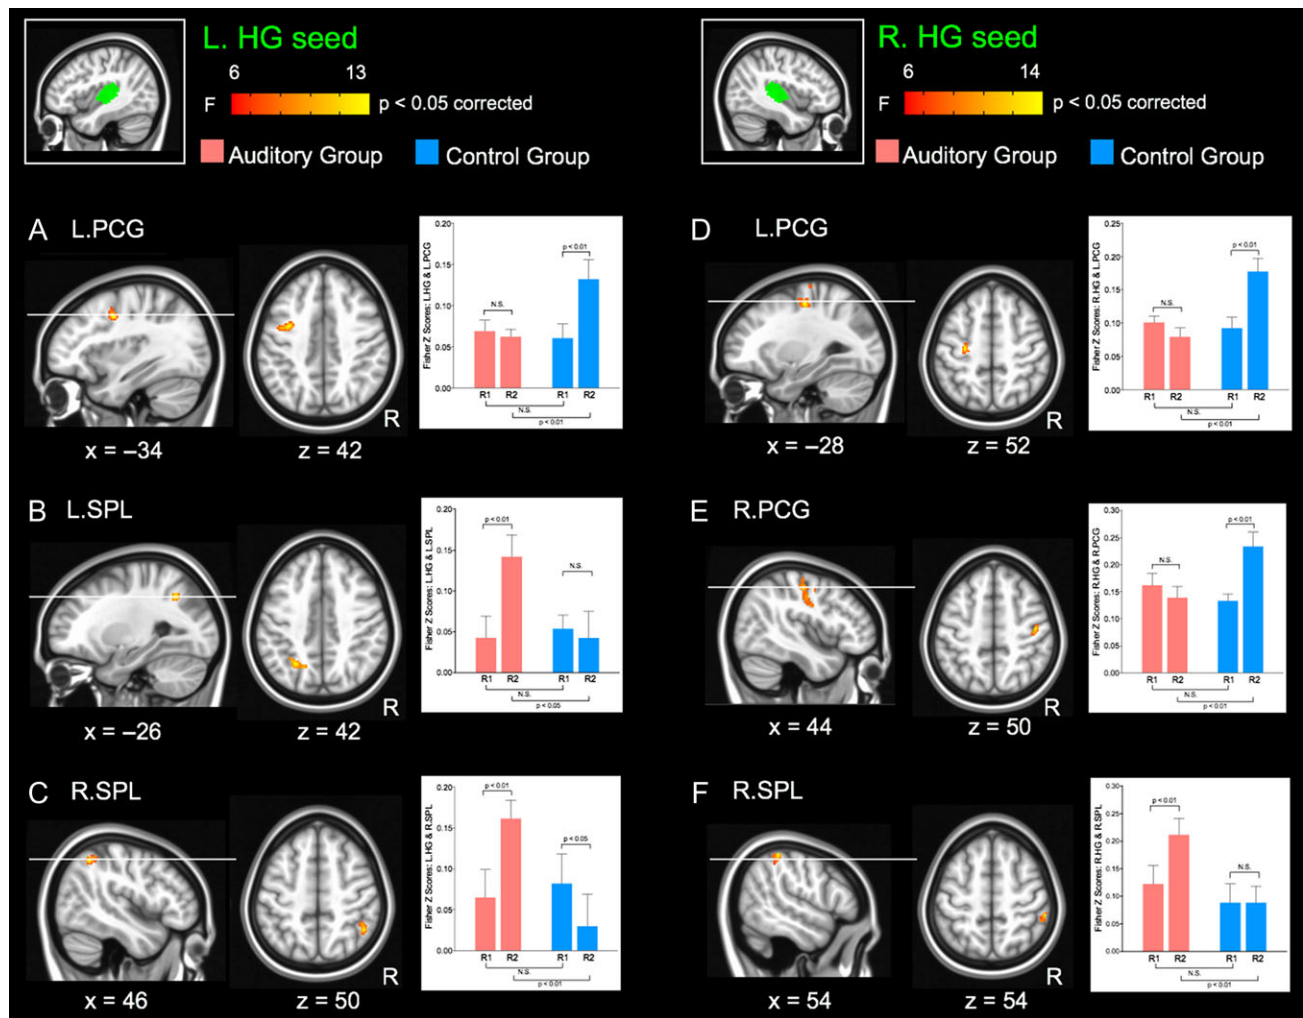 L. HG seed
6 13
F p < 0.05 corrected
Auditory Group Control Group
R. HG seed
6 14
F p < 0.05 corrected
Auditory Group Control Group
A L.PCG
Fisher Z Scores: L.HG & L.PCG
0.20
0.15
0.10
0.05
0.00
N.S.
p < 0.01
R1 R2 R1 R2
N.S.
p < 0.01
R
x = –34 z = 42
D L.PCG
Fisher Z Scores: R.HG & L.PCG
0.25
0.20
0.15
0.10
0.05
0.00
N.S.
p < 0.01
R1 R2 R1 R2
N.S.
p < 0.01
x = –28 z = 52
B L.SPL
Fisher Z Scores: L.HG & L.SPL
0.20
0.15
0.10
0.05
0.00
p < 0.01
N.S.
R1 R2 R1 R2
N.S.
p < 0.05
R
x = –26 z = 42
E R.PCG
Fisher Z Scores: R.HG & R.PCG
0.30
0.25
0.20
0.15
0.10
0.05
0.00
N.S.
p < 0.01
R1 R2 R1 R2
N.S.
p < 0.01
R
x = 44 z = 50
C R.SPL
Fisher Z Scores: L.HG & R.SPL
0.20
0.15
0.10
0.05
0.00
p < 0.01
p < 0.05
R1 R2 R1 R2
N.S.
p < 0.01
R
x = 46 z = 50
F R.SPL
Fisher Z Scores: R.HG & R.SPL
0.30
0.25
0.20
0.15
0.10
0.05
0.00
p < 0.01
N.S.
R1 R2 R1 R2
N.S.
p < 0.01
R
x = 54 z = 54